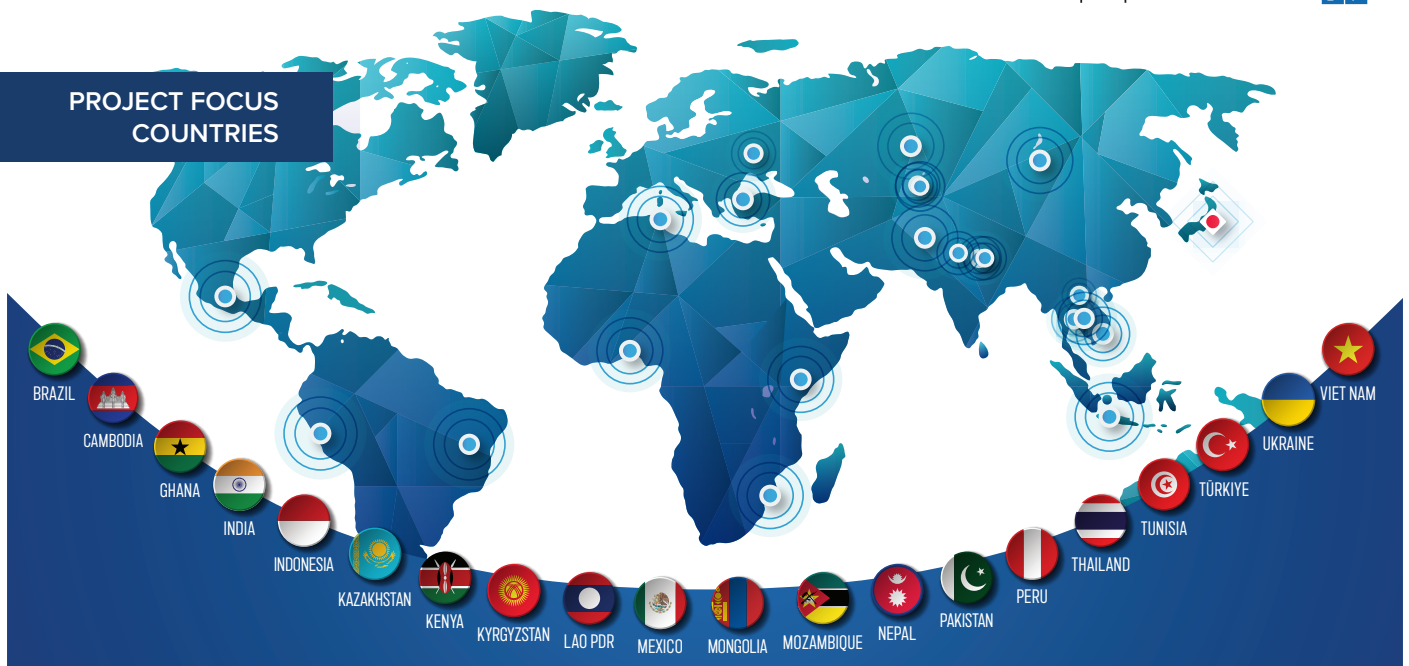 PROJECT FOCUS
COUNTRIES
BRAZIL
CAMBODIA
GHANA
INDIA
INDONESIA
KAZAKHSTAN
KENYA
KYRGYZSTAN
LAO PDR
MEXICO
MONGOLIA
MOZAMBIQUE
NEPAL
PAKISTAN
PERU
THAILAND
TUNISIA
TÜRKIYE
UKRAINE
VIET NAM